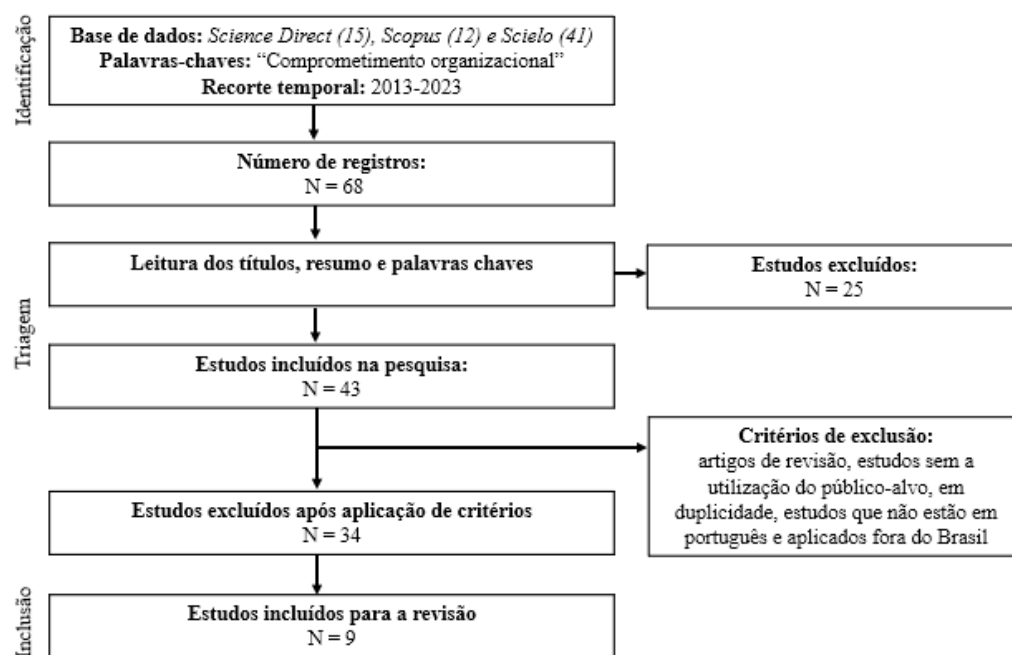 Identificação
Base de dados: Science Direct (15), Scopus (12) e Scielo (41)
Palavras-chaves: “Comprometimento organizacional”
Recorte temporal: 2013-2023
Número de registros:
N = 68
Triagem
Leitura dos títulos, resumo e palavras chaves
Estudos excluídos:
N = 25
Estudos incluídos na pesquisa:
N = 43
Critérios de exclusão:
artigos de revisão, estudos sem a
utilização do público-alvo, em
duplicidade, estudos que não estão em
português e aplicados fora do Brasil
Estudos excluídos após aplicação de critérios
N = 34
Inclusão
Estudos incluídos para a revisão
N = 9